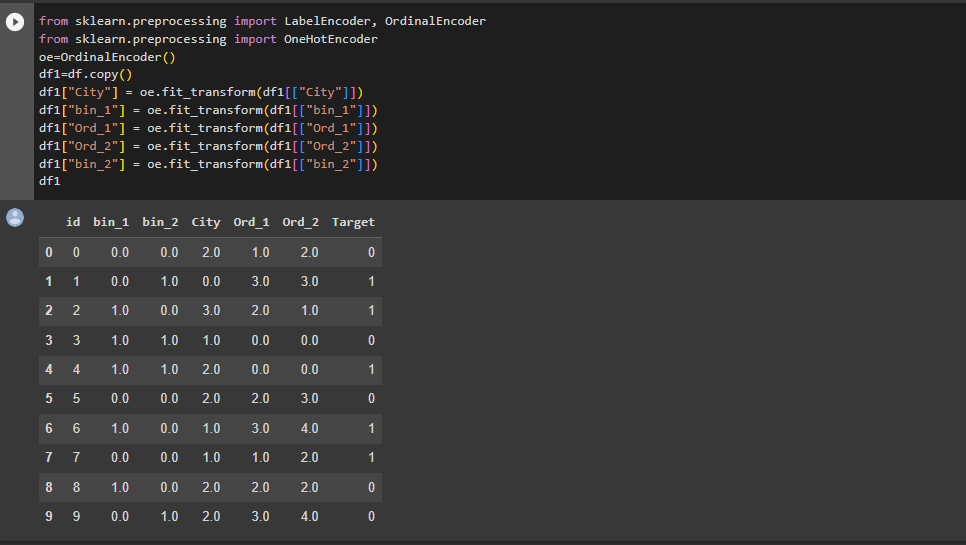 from sklearn.preprocessing import LabelEncoder, OrdinalEncoder
from sklearn.preprocessing import OneHotEncoder
oe=OrdinalEncoder()
df1=df.copy()
df1["City"] = oe.fit_transform(df1[["City"]])
df1["bin_1"] = oe.fit_transform(df1[["bin_1"]])
df1["Ord_1"] = oe.fit_transform(df1[["Ord_1"]])
df1["Ord_2"] = oe.fit_transform(df1[["Ord_2"]])
df1["bin_2"] = oe.fit_transform(df1[["bin_2"]])
df1
id bin_1 bin_2 City Ord_1 Ord_2 Target
0 0 0.0 0.0 2.0 1.0 2.0 0
1 1 0.0 1.0 0.0 3.0 3.0 1
2 2 1.0 0.0 3.0 2.0 1.0 1
3 3 1.0 1.0 1.0 0.0 0.0 0
4 4 1.0 1.0 2.0 0.0 0.0 1
5 5 0.0 0.0 2.0 2.0 3.0 0
6 6 1.0 0.0 1.0 3.0 4.0 1
7 7 0.0 0.0 1.0 1.0 2.0 1
8 8 1.0 0.0 2.0 2.0 2.0 0
9 9 0.0 1.0 2.0 3.0 4.0 0